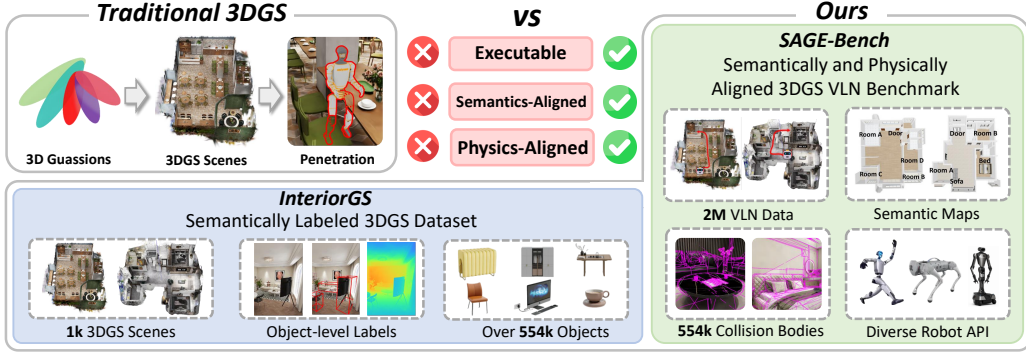 Traditional 3DGS
3D Guassions
3DGS Scenes
Penetration
VS
Executable
Semantics-Aligned
Physics-Aligned
Ours
SAGE-Bench
Semantically and Physically
Aligned 3DGS VLN Benchmark
2M VLN Data
Room A
Door
Room C
Room D
Room B
Door
Room B
Room A
Bed
Sofa
Semantic Maps
554k Collision Bodies
Diverse Robot API
InteriorGS
Semantically Labeled 3DGS Dataset
1k 3DGS Scenes
Object-level Labels
Over 554k Objects